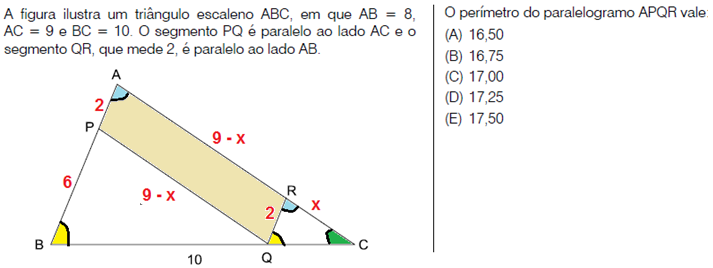 A figura ilustra um triângulo escaleno ABC, em que AB = 8,
AC = 9 e BC = 10. O segmento PQ é paralelo ao lado AC e o
segmento QR, que mede 2, é paralelo ao lado AB.
A
2
P
9 - x
6
9 - x
R
2
x
B
Q
C
10
O perímetro do paralelogramo APQR vale:
(A) 16,50
(B) 16,75
(C) 17,00
(D) 17,25
(E) 17,50